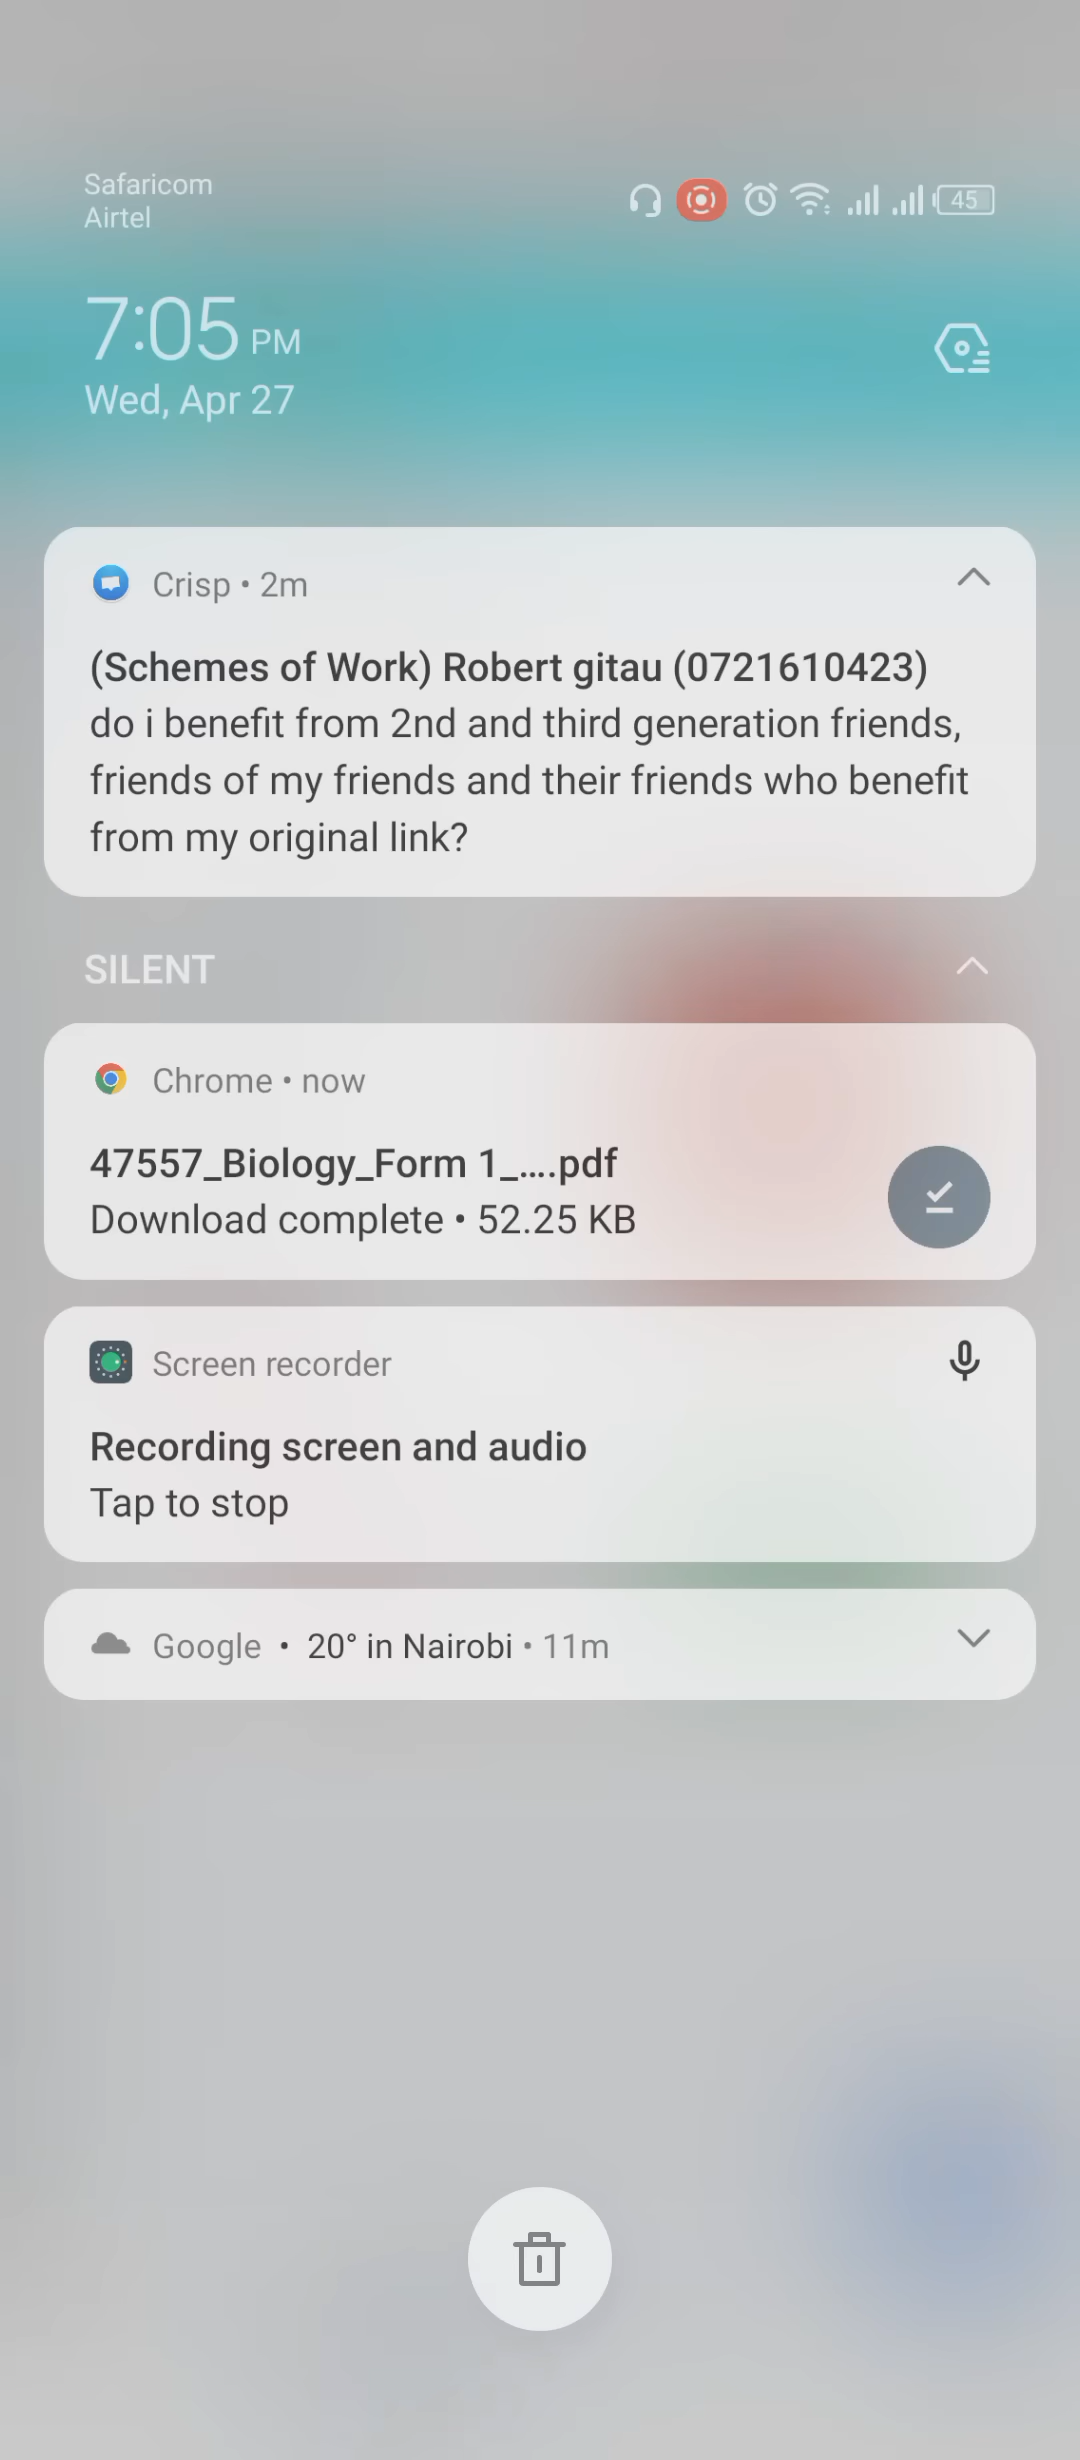 Safaricom
Airtel
45
7:05 PM
Wed, Apr 27
Crisp • 2m
(Schemes of Work) Robert gitau (0721610423)
do i benefit from 2nd and third generation friends,
friends of my friends and their friends who benefit
from my original link?
SILENT
Chrome • now
47557_Biology_Form 1_….pdf
Download complete • 52.25 KB
Screen recorder
Recording screen and audio
Tap to stop
Google • 20° in Nairobi • 11m